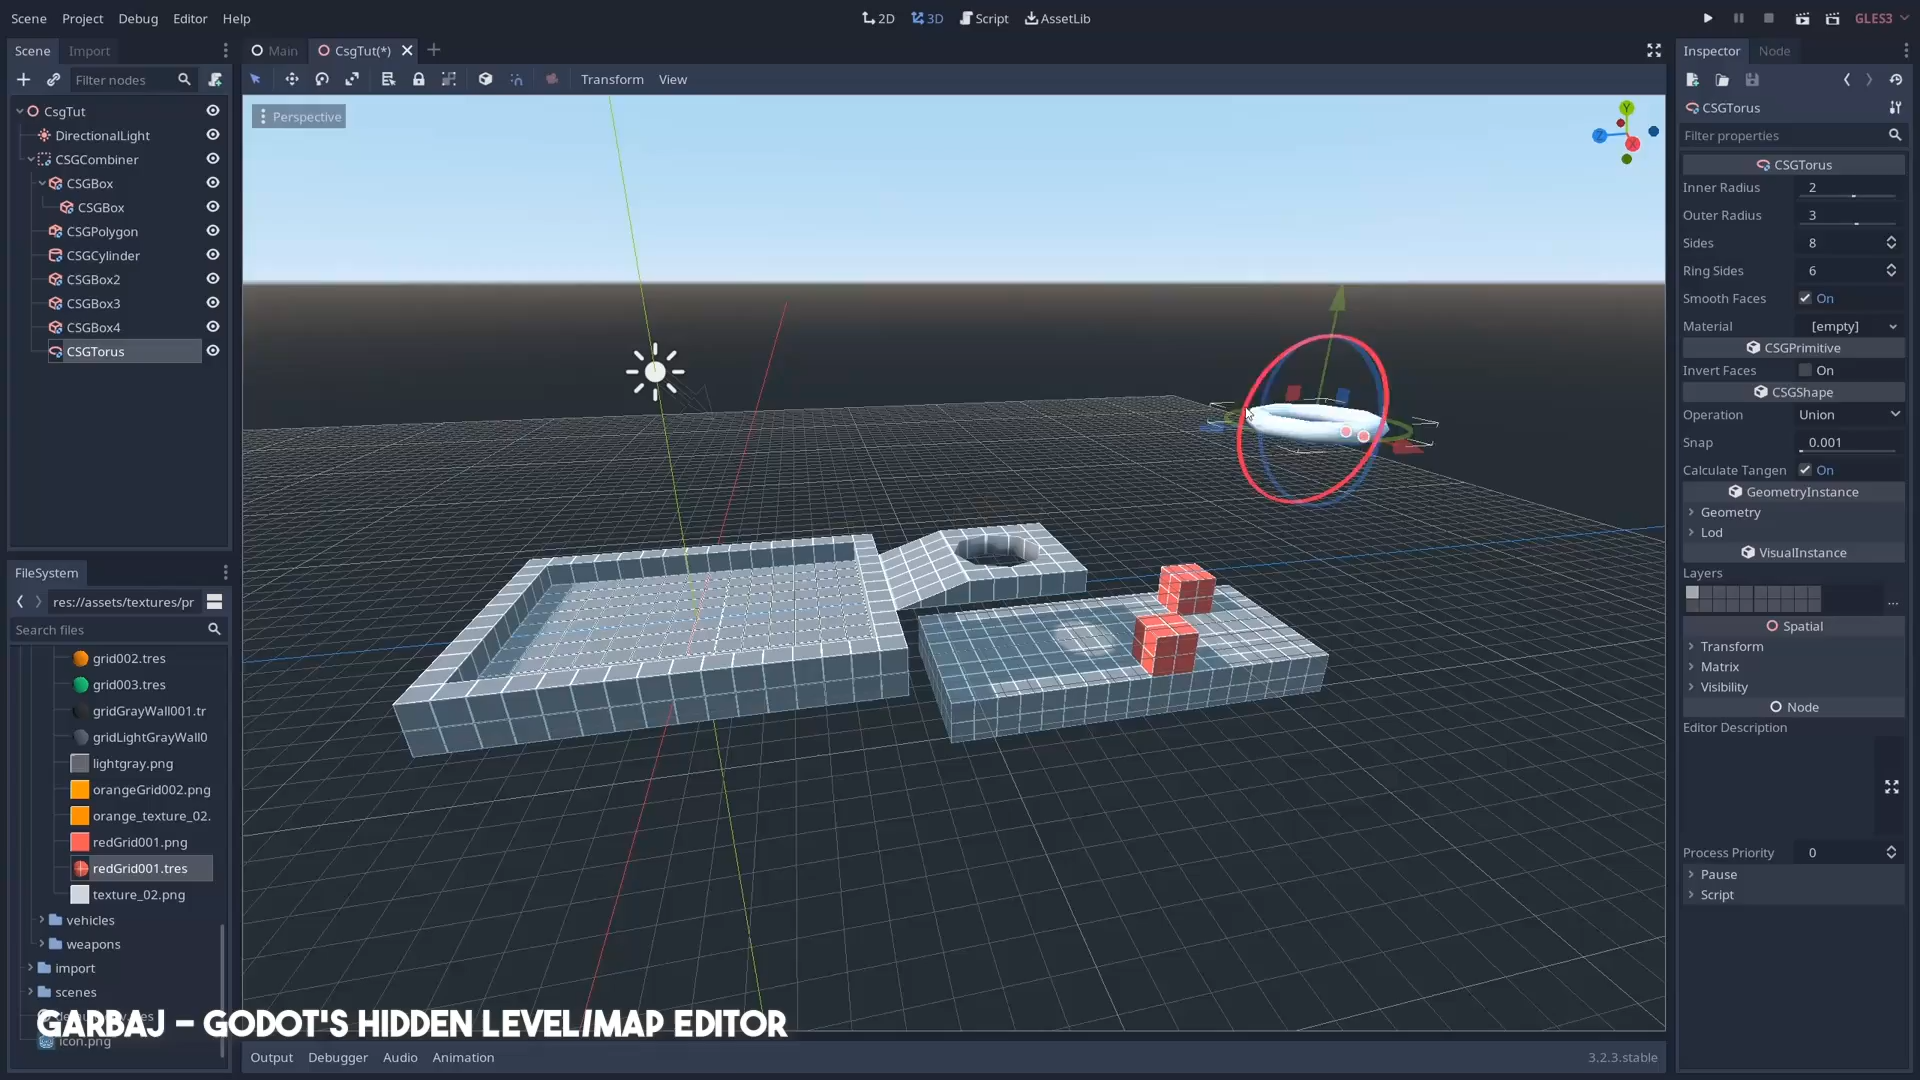 Scene Project Debug Editor Help
2D 3D Script AssetLib
GLES3
Scene Import
Filter nodes
CsgTut
DirectionalLight
CSGCombiner
CSGBox
CSGBox
CSGPolygon
CSGCylinder
CSGBox2
CSGBox3
CSGBox4
CSGTorus
FileSystem
res://assets/textures/pr
Search files
grid002.tres
grid003.tres
gridGrayWall001.tr
gridLightGrayWall0
lightgray.png
orangeGrid002.png
orange_texture_02.
redGrid001.png
redGrid001.tres
texture_02.png
vehicles
weapons
import
scenes
icon.png
Main CsgTut(*)
Transform View
Perspective
Y
Z
X
GARBAJ – GODOT'S HIDDEN LEVEL/MAP EDITOR
Output Debugger Audio Animation
3.2.3.stable
Inspector Node
CSGTorus
Filter properties
CSGTorus
Inner Radius 2
Outer Radius 3
Sides 8
Ring Sides 6
Smooth Faces On
Material [empty]
CSGPrimitive
Invert Faces On
CSGShape
Operation Union
Snap 0.001
Calculate Tangen On
GeometryInstance
Geometry
Lod
VisualInstance
Layers
...
Spatial
Transform
Matrix
Visibility
Node
Editor Description
Process Priority 0
Pause
Script